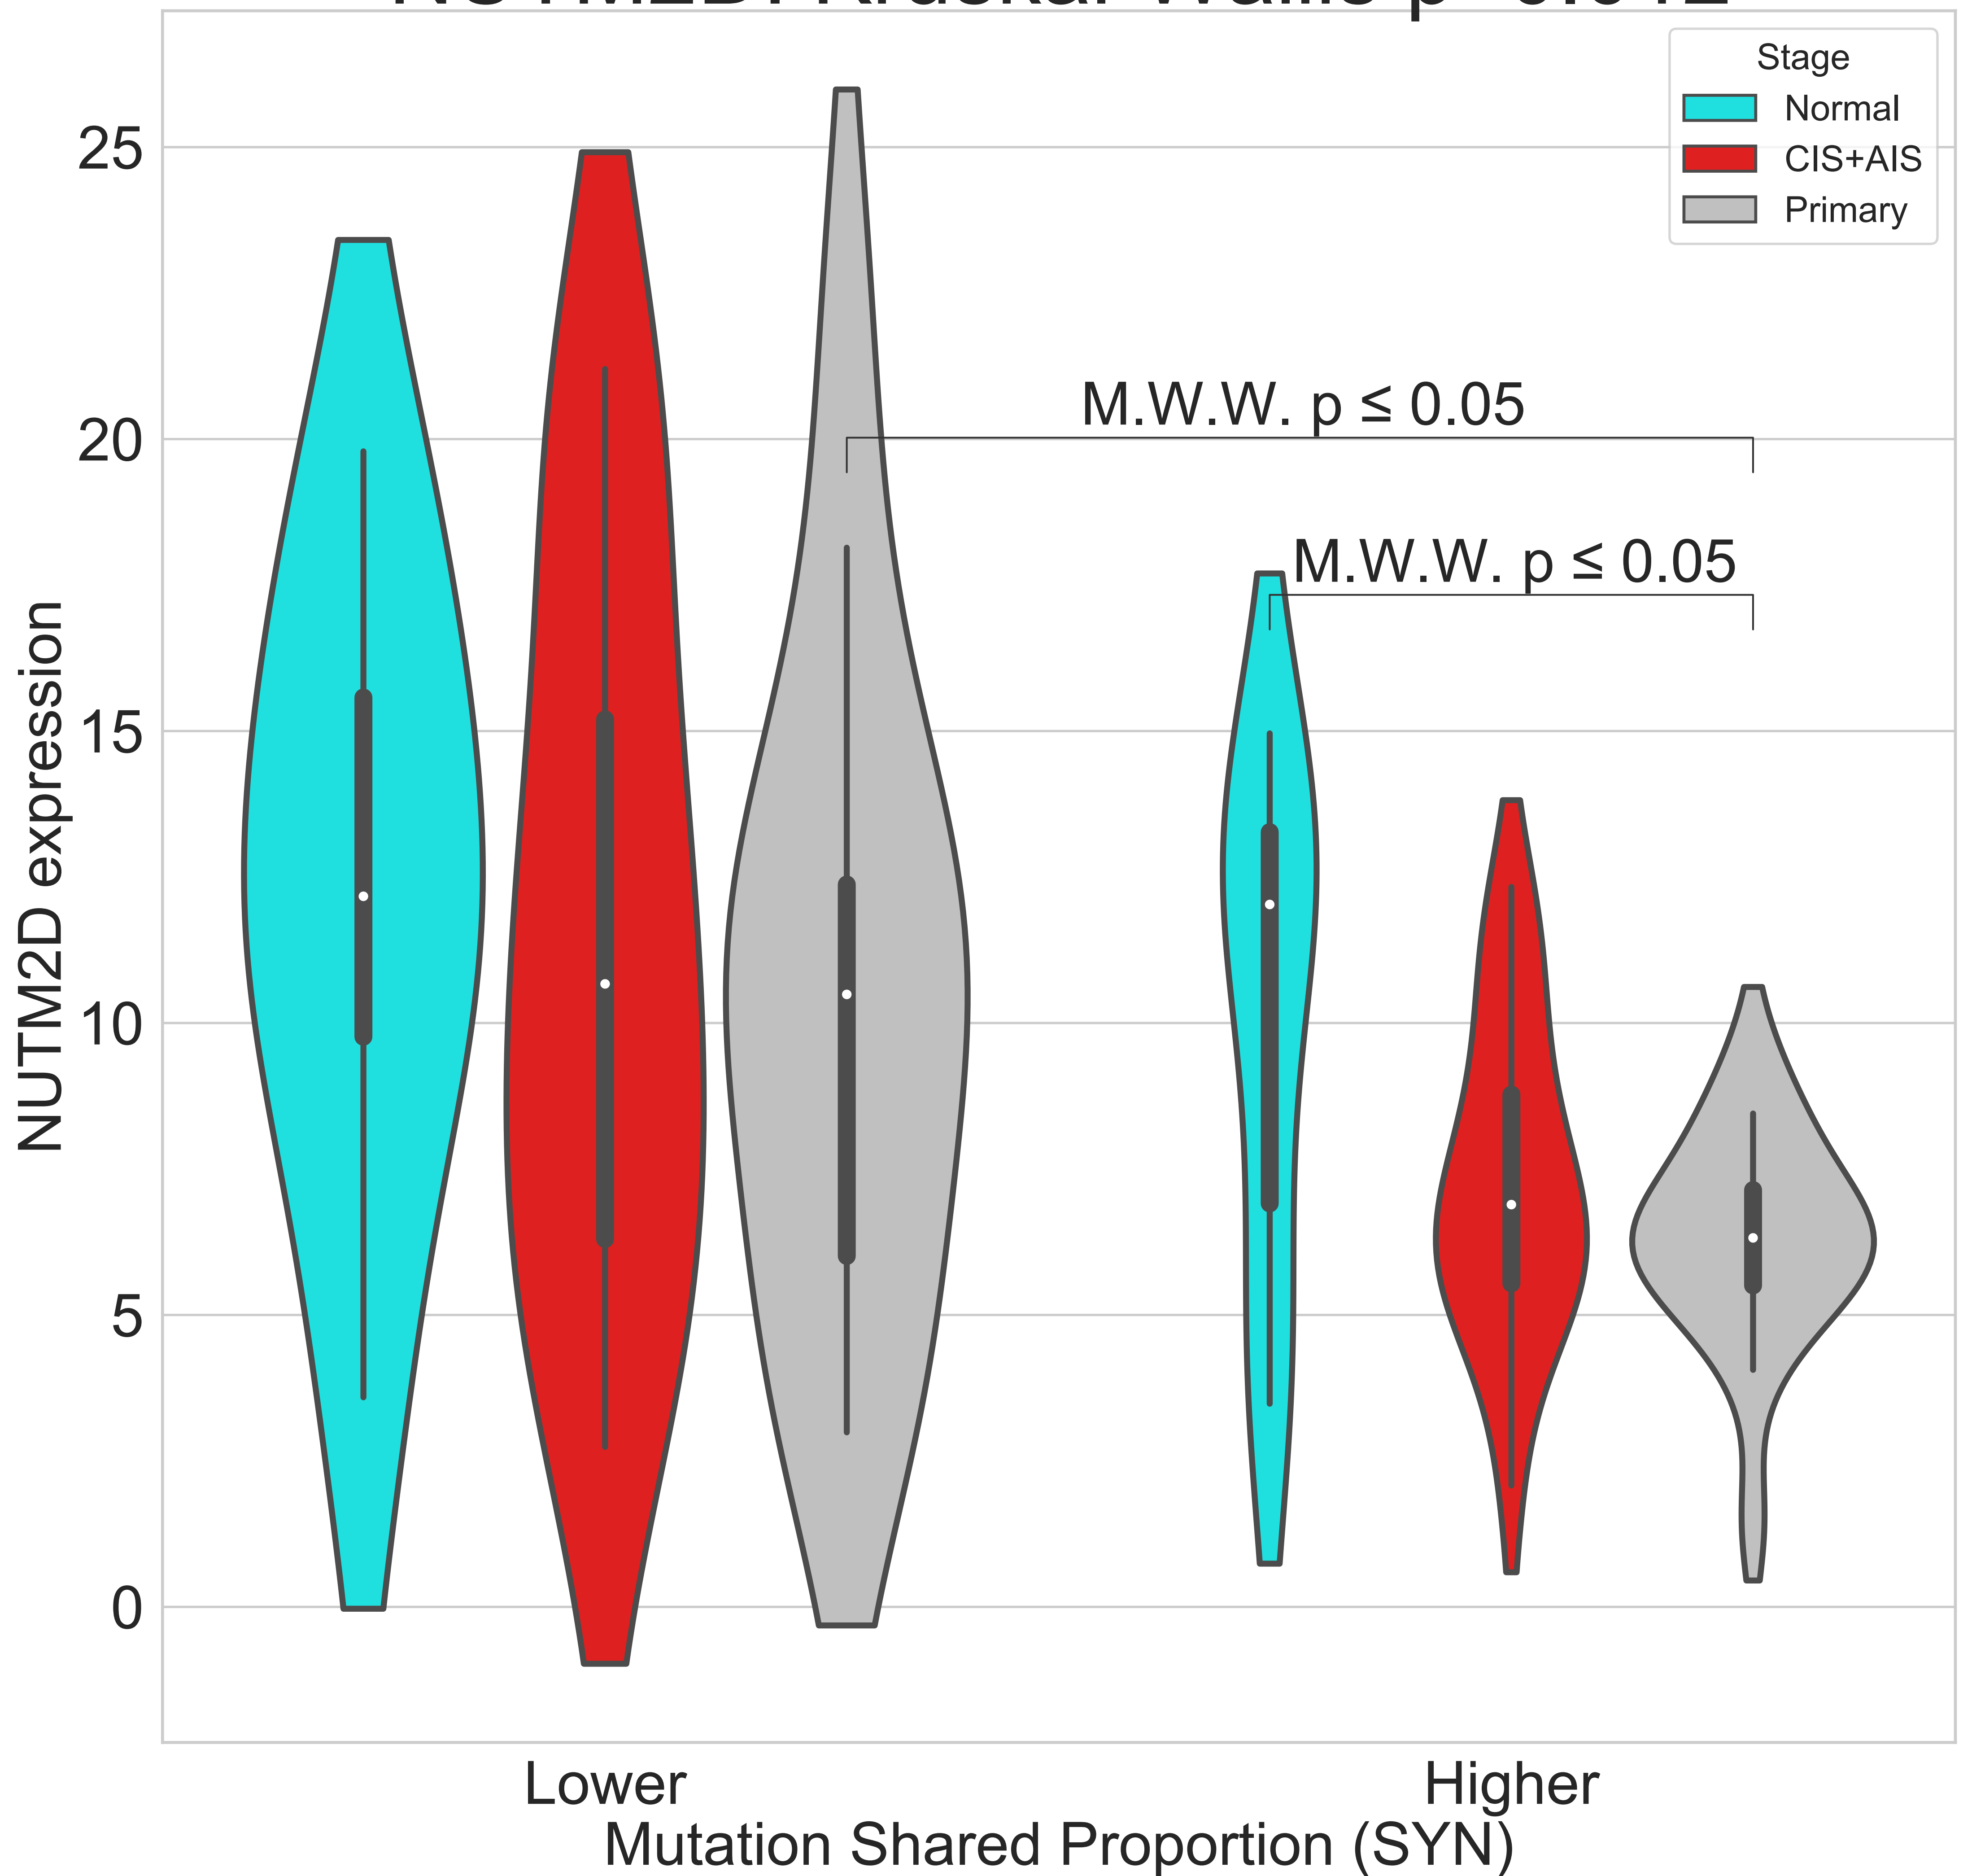 Stage
Normal
CIS+AIS
Primary
25
20
15
10
5
0
NUTM2D expression
M.W.W. p ≤ 0.05
M.W.W. p ≤ 0.05
Lower
Higher
Mutation Shared Proportion (SYN)